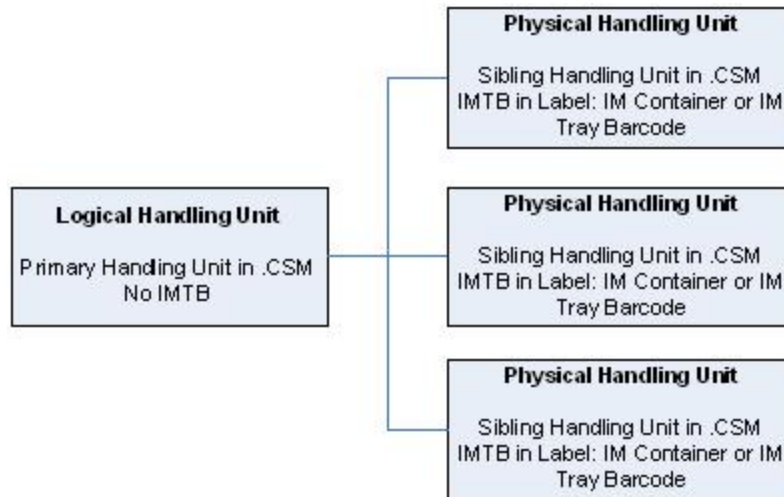 Physical Handling Unit
Sibling Handling Unit in .CSM
IMTB in Label: IM Container or IM
Tray Barcode
Logical Handling Unit
Primary Handling Unit in .CSM
No IMTB
Physical Handling Unit
Sibling Handling Unit in .CSM
IMTB in Label: IM Container or IM
Tray Barcode
Physical Handling Unit
Sibling Handling Unit in .CSM
IMTB in Label: IM Container or IM
Tray Barcode